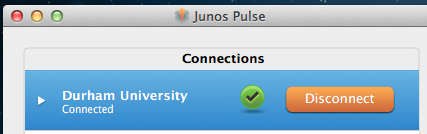 Junos Pulse
Connections
Durham University
Connected
Disconnect